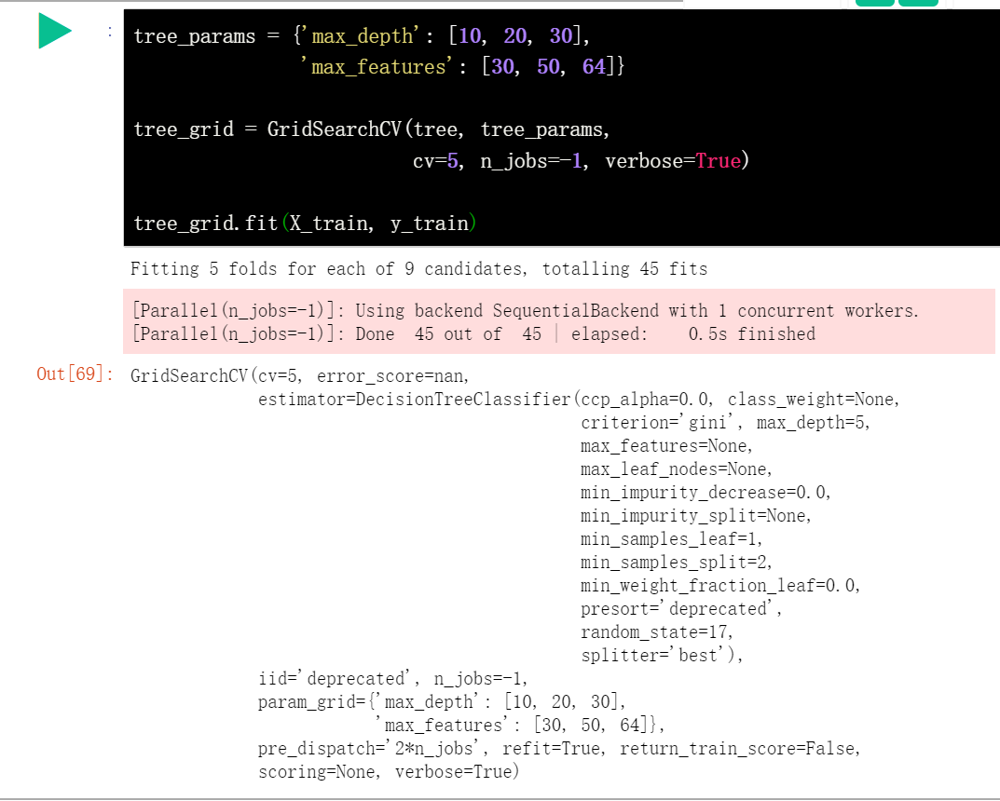 :
tree_params = {'max_depth': [10, 20, 30],
'max_features': [30, 50, 64]}
tree_grid = GridSearchCV(tree, tree_params,
cv=5, n_jobs=-1, verbose=True)
tree_grid.fit(X_train, y_train)
Fitting 5 folds for each of 9 candidates, totalling 45 fits
[Parallel(n_jobs=-1)]: Using backend SequentialBackend with 1 concurrent workers.
[Parallel(n_jobs=-1)]: Done  45 out of  45 | elapsed:    0.5s finished
Out[69]: GridSearchCV(cv=5, error_score=nan,
estimator=DecisionTreeClassifier(ccp_alpha=0.0, class_weight=None,
criterion='gini', max_depth=5,
max_features=None,
max_leaf_nodes=None,
min_impurity_decrease=0.0,
min_impurity_split=None,
min_samples_leaf=1,
min_samples_split=2,
min_weight_fraction_leaf=0.0,
presort='deprecated',
random_state=17,
splitter='best'),
iid='deprecated', n_jobs=-1,
param_grid={'max_depth': [10, 20, 30],
'max_features': [30, 50, 64]},
pre_dispatch='2*n_jobs', refit=True, return_train_score=False,
scoring=None, verbose=True)